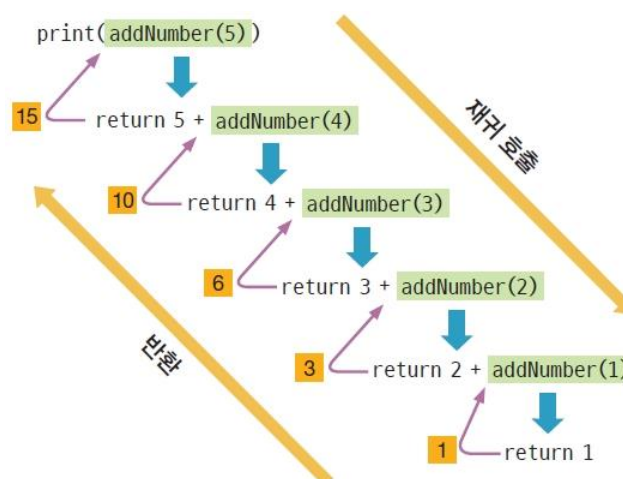 print(addNumber(5))
재귀 호출
15
return 5 + addNumber(4)
10
return 4 + addNumber(3)
6
return 3 + addNumber(2)
반환
3
return 2 + addNumber(1)
1
return 1